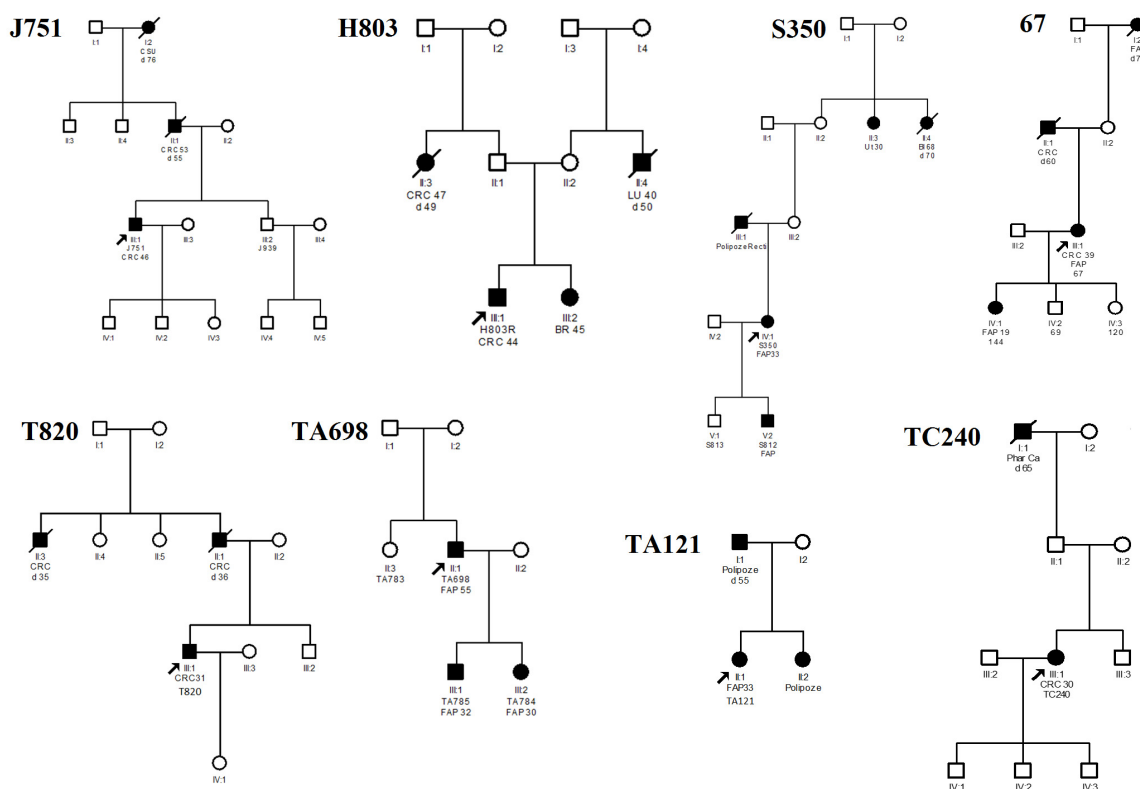 J751
I:1
I:2
CSU
d 76
II:3
II:4
II:1
CRC 53
d 55
II:2
III:1
J751
CRC 46
III:3
III:2
J939
III:4
IV:1
IV:2
IV:3
IV:4
IV:5
H803
I:1
I:2
I:3
I:4
II:3
CRC 47
d 49
II:1
II:2
II:4
LU 40
d 50
III:1
H803R
CRC 44
III:2
BR 45
S350
I:1
I:2
II:1
II:2
II:3
Ut30
II:4
Bl68
d 70
III:1
Polipoze Recti
III:2
IV:2
IV:1
S350
FAP33
V:1
S813
V:2
S812
FAP
67
I:1
II:1
CRC
d60
II:2
III:2
III:1
CRC 39
FAP
67
IV:1
FAP 19
144
IV:2
69
IV:3
120
T820
I:1
I:2
II:3
CRC
d 35
II:4
II:5
II:1
CRC
d 36
II:2
III:1
CRC31
T820
III:3
III:2
IV:1
TA698
I:1
I:2
II:3
TA783
II:1
TA698
FAP 55
II:2
III:1
TA785
FAP 32
III:2
TA784
FAP 30
TA121
I:1
Polipoze
d 55
I:2
II:1
FAP33
TA121
II:2
Polipoze
TC240
I:1
Phar Ca
d 65
I:2
II:1
II:2
III:2
III:1
CRC 30
TC240
III:3
IV:1
IV:2
IV:3